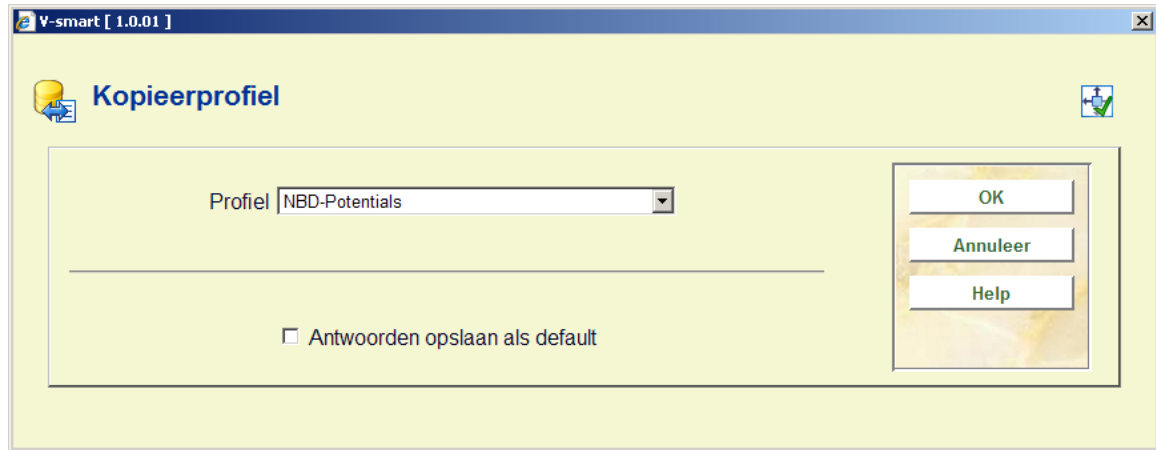 V-smart [ 1.0.01 ]
Kopieerprofiel
Profiel NBD-Potentials
OK
Annuleer
Help
Antwoorden opslaan als default